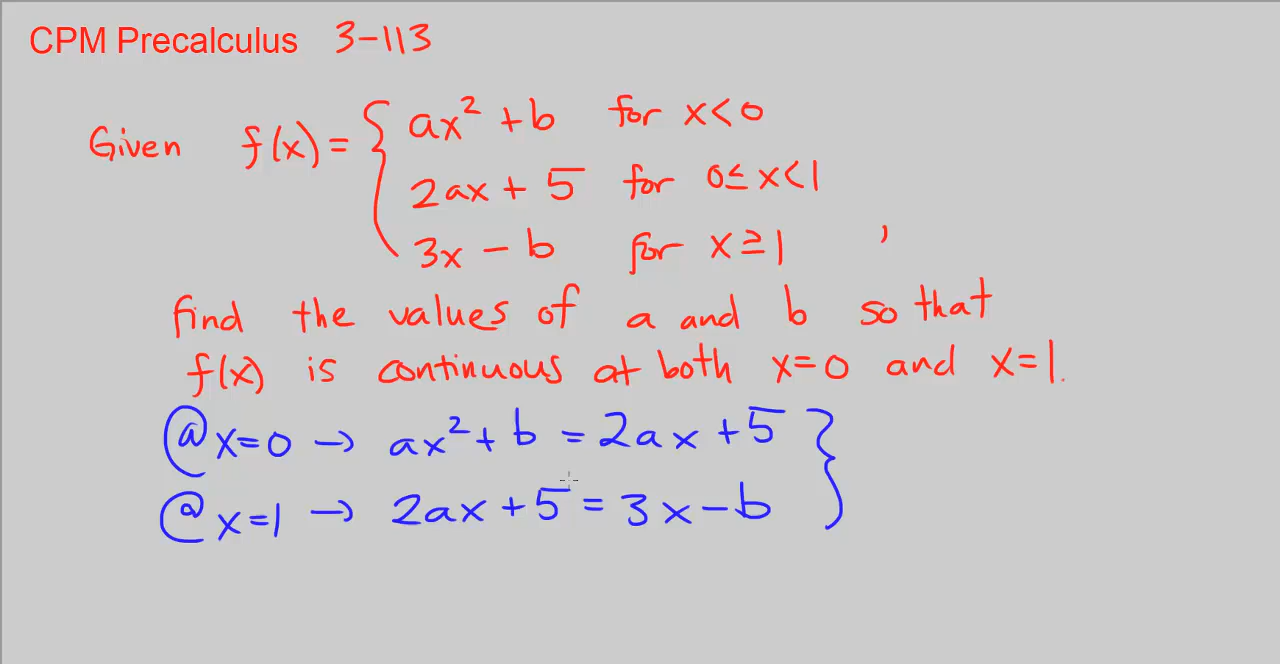 CPM Precalculus 3-113
Given f(x) = { ax² + b for x < 0
2ax + 5 for 0 ≤ x < 1
3x - b for x ≥ 1 ,
find the values of a and b so that
f(x) is continuous at both x=0 and x=1.
@ x=0 → ax² + b = 2ax + 5 }
@ x=1 → 2ax + 5 = 3x - b